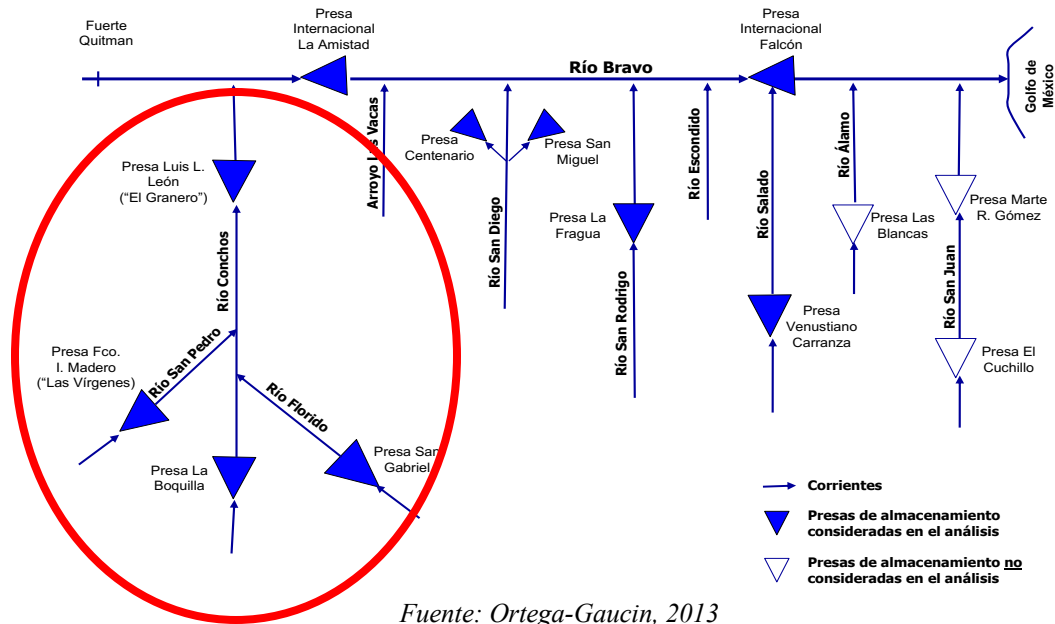 Fuerte
Quitman
Presa
Internacional
La Amistad
Presa
Internacional
Falcón
Río Bravo
Golfo de
México
Presa Luis L.
León
("El Granero")
Arroyo Las Vacas
Presa
Centenario
Presa San
Miguel
Río San Diego
Presa La
Fragua
Río San Rodrigo
Río Escondido
Río Salado
Presa
Venustiano
Carranza
Río Álamo
Presa Las
Blancas
Presa Marte
R. Gómez
Río San Juan
Presa El
Cuchillo
Río Conchos
Presa Fco.
I. Madero
("Las Vírgenes)
Río San Pedro
Río Florido
Presa La
Boquilla
Presa San
Gabriel
Corrientes
Presas de almacenamiento
consideradas en el análisis
Presas de almacenamiento no
consideradas en el análisis
Fuente: Ortega-Gaucin, 2013